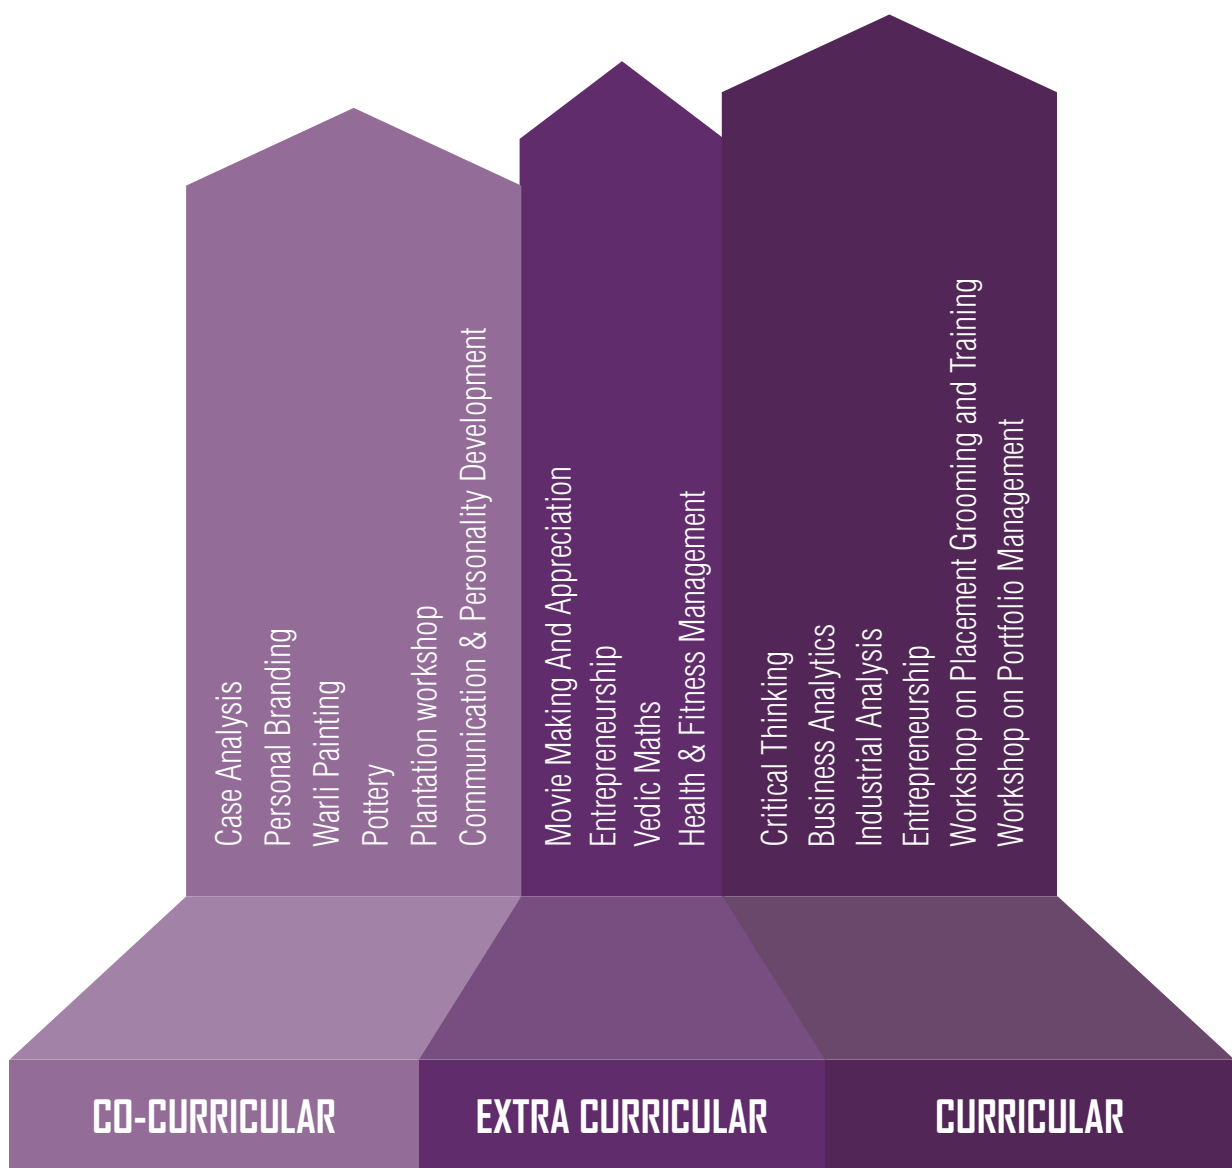 Case Analysis
Personal Branding
Warli Painting
Pottery
Plantation workshop
Communication & Personality Development
Movie Making And Appreciation
Entrepreneurship
Vedic Maths
Health & Fitness Management
Critical Thinking
Business Analytics
Industrial Analysis
Entrepreneurship
Workshop on Placement Grooming and Training
Workshop on Portfolio Management
CO-CURRICULAR
EXTRA CURRICULAR
CURRICULAR